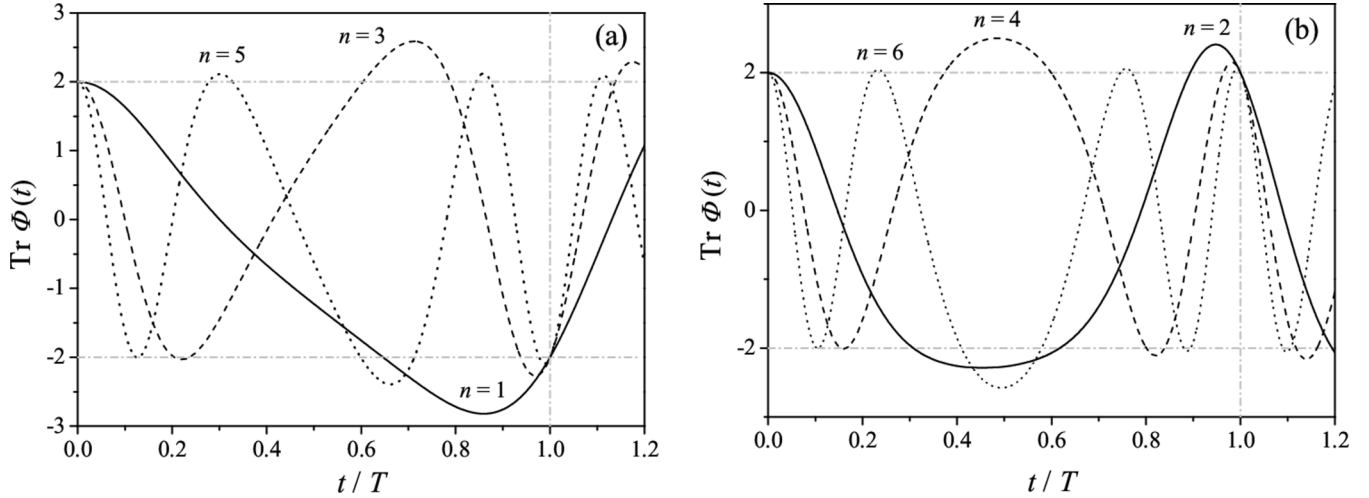 (a)
n = 3
n = 5
n = 1
3
2
1
0
-1
-2
-3
Tr Φ(t)
0.0 0.2 0.4 0.6 0.8 1.0 1.2
t / T
(b)
n = 4
n = 2
n = 6
2
0
-2
Tr Φ(t)
0.0 0.2 0.4 0.6 0.8 1.0 1.2
t / T